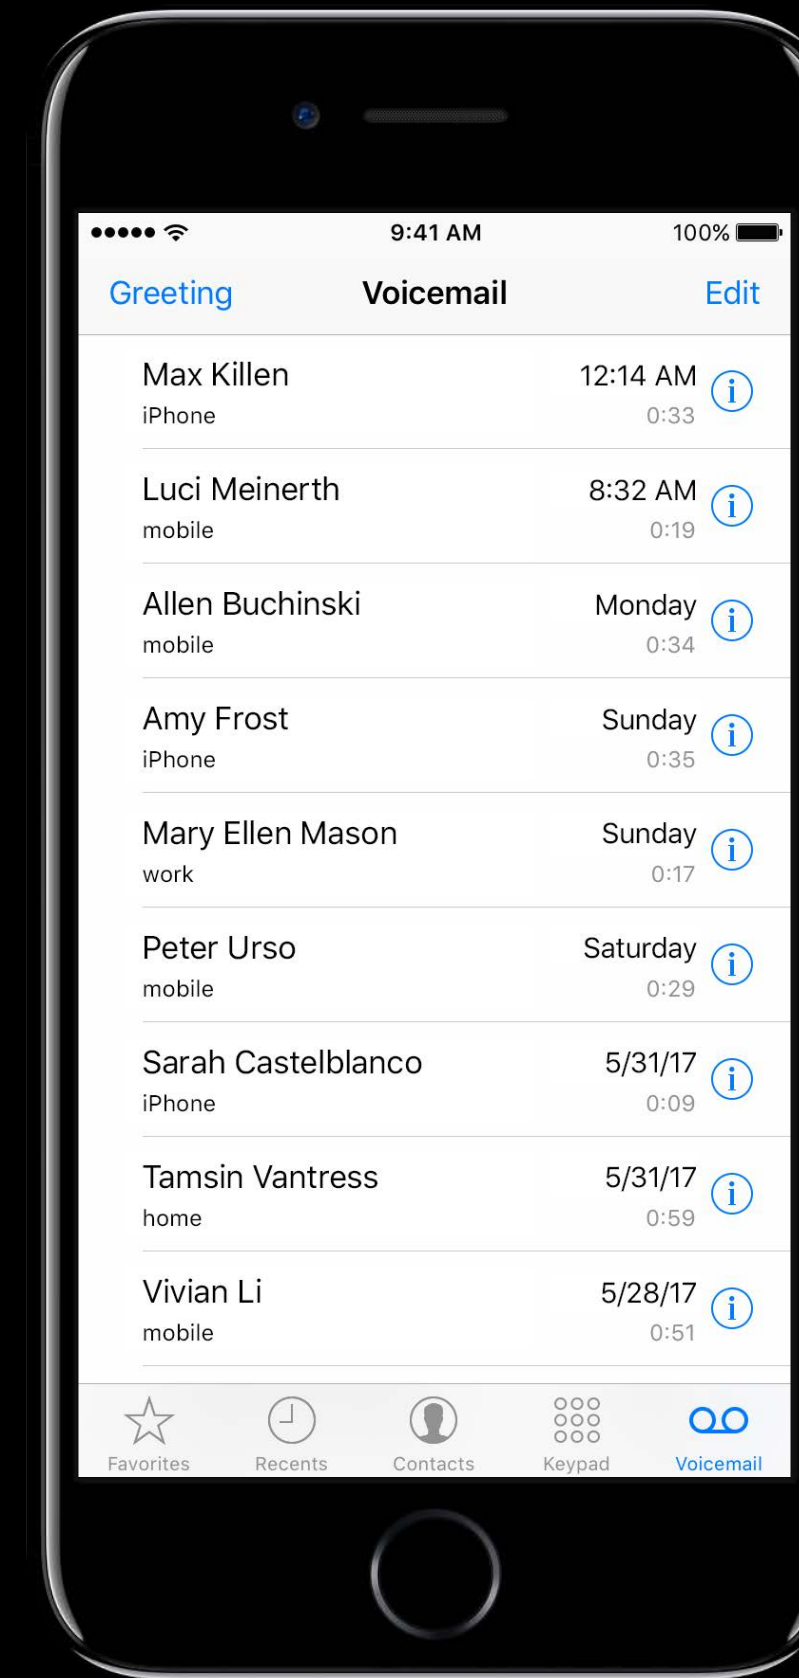 9:41 AM 100%
Greeting Voicemail Edit
Max Killen 12:14 AM
iPhone 0:33
Luci Meinerth 8:32 AM
mobile 0:19
Allen Buchinski Monday
mobile 0:34
Amy Frost Sunday
iPhone 0:35
Mary Ellen Mason Sunday
work 0:17
Peter Urso Saturday
mobile 0:29
Sarah Castelblanco 5/31/17
iPhone 0:09
Tamsin Vantress 5/31/17
home 0:59
Vivian Li 5/28/17
mobile 0:51
Favorites Recents Contacts Keypad Voicemail